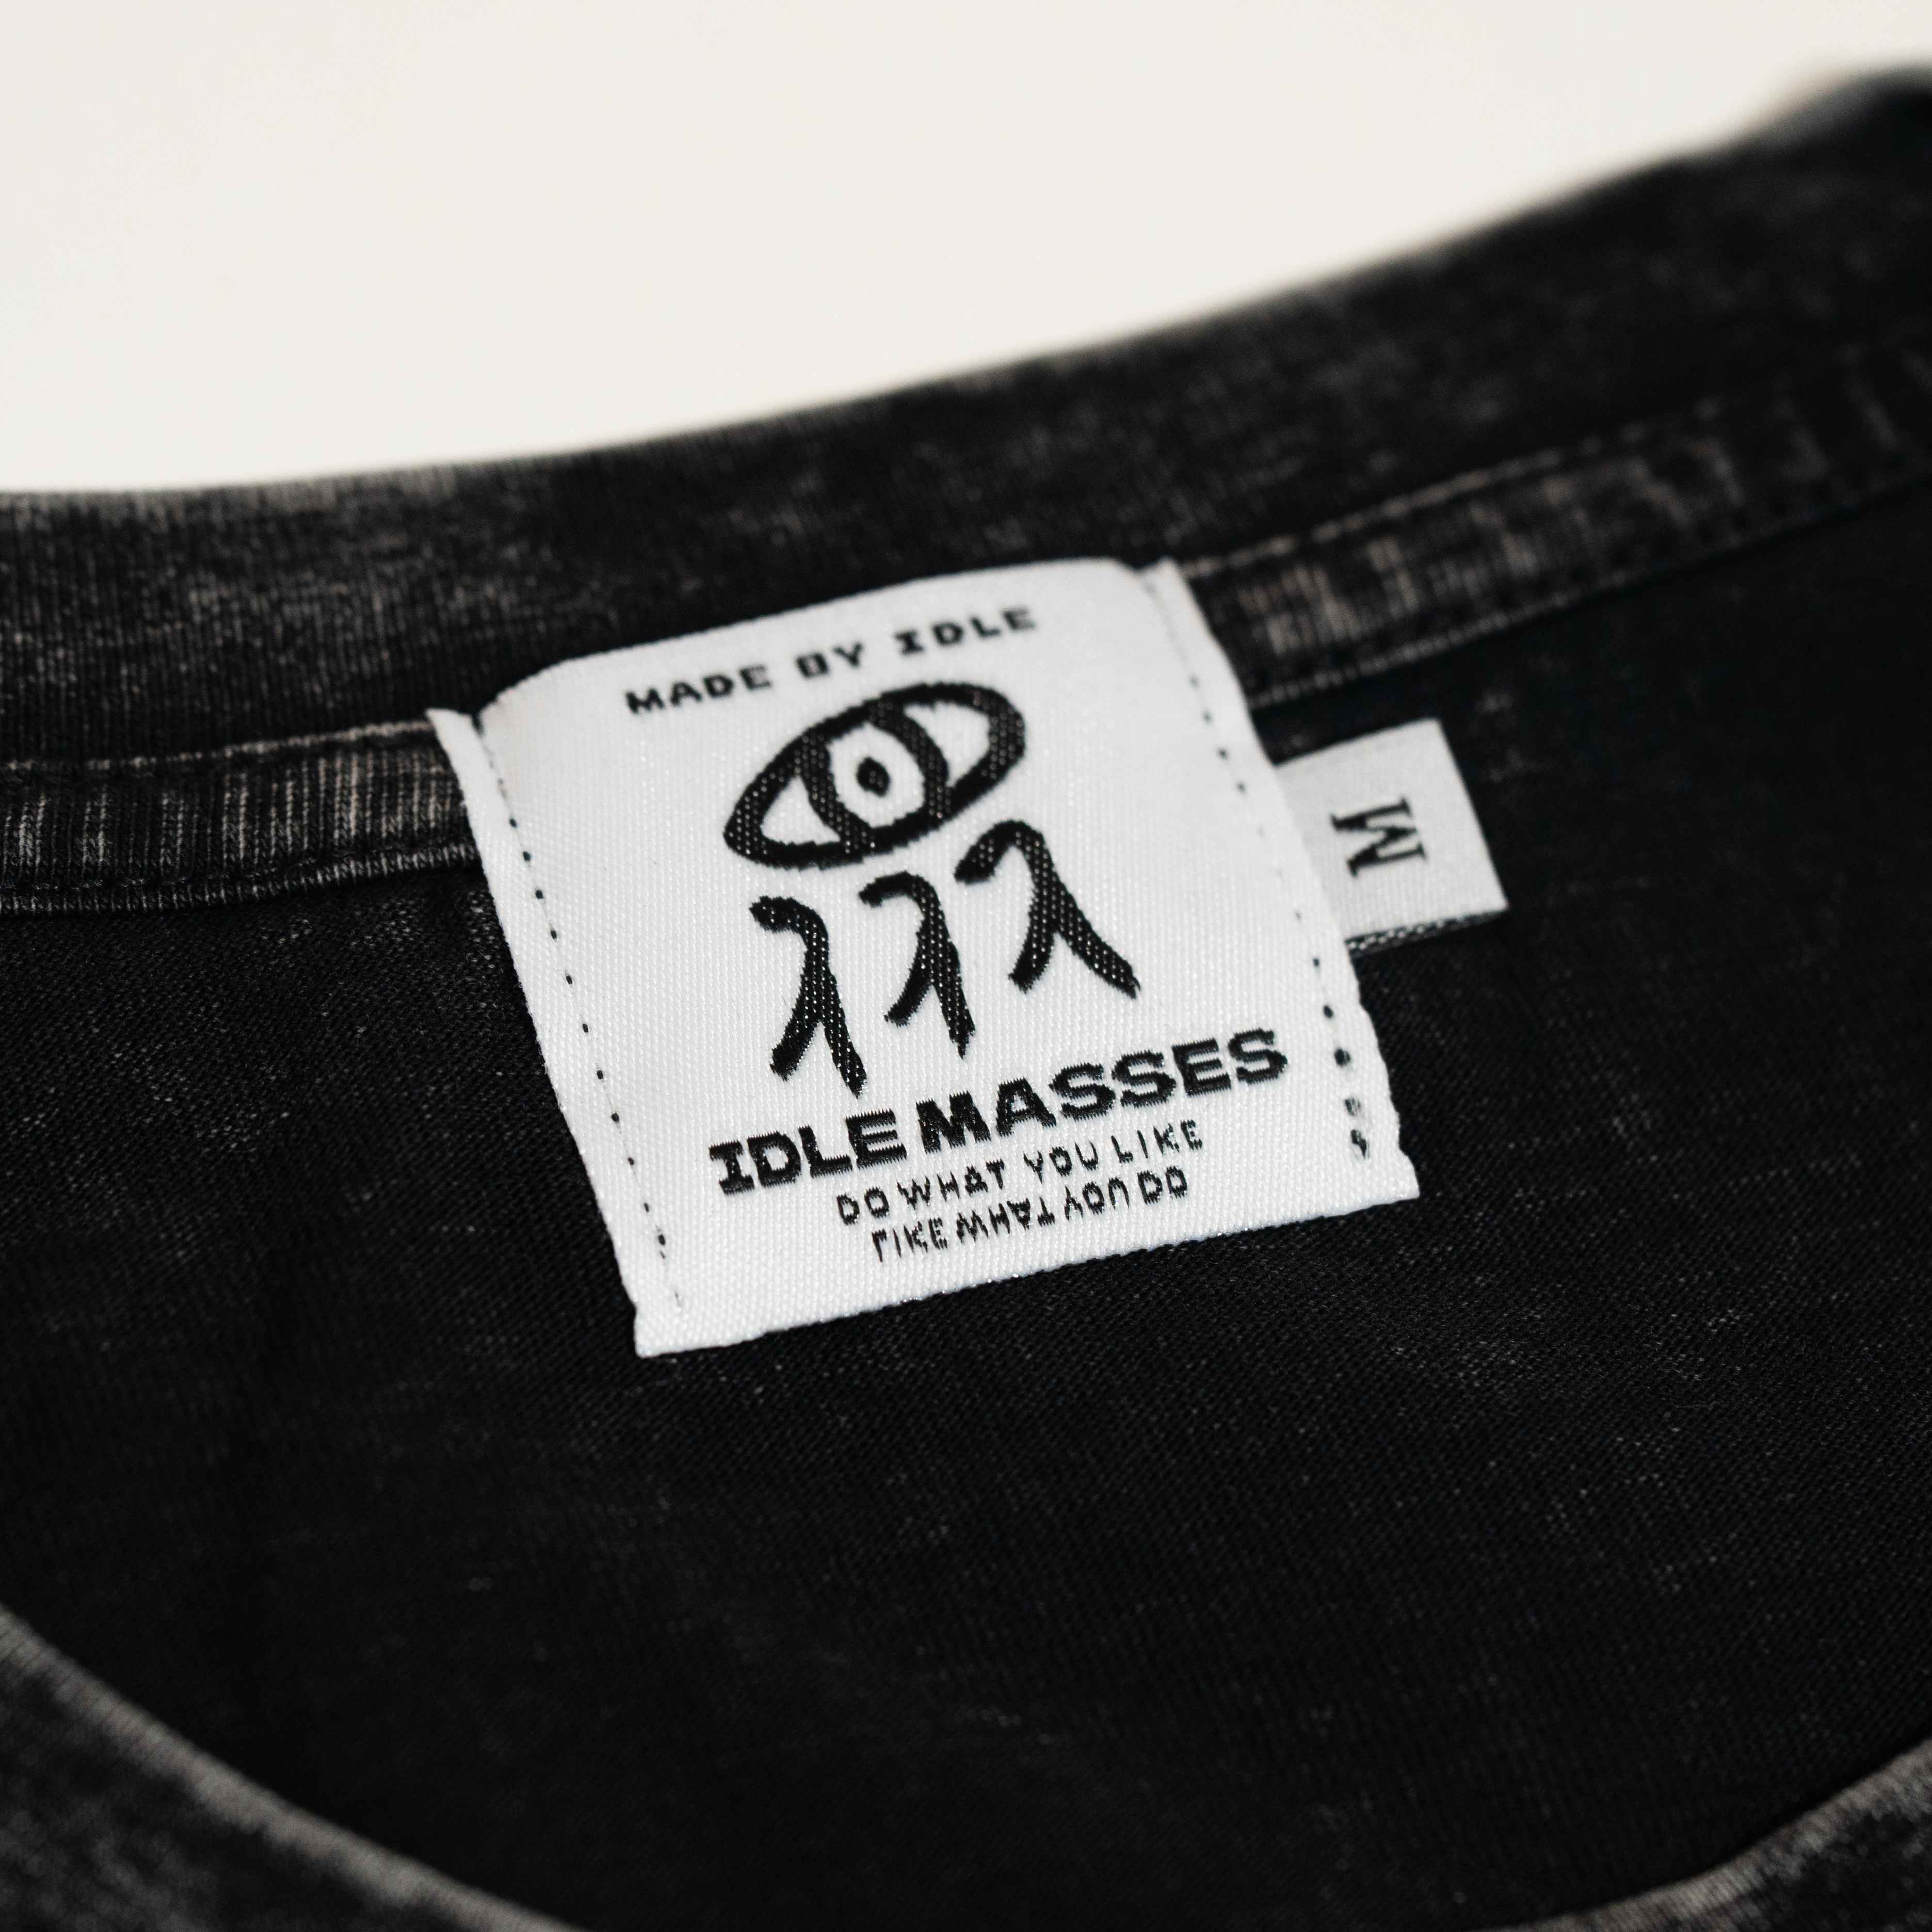 MADE BY IDLE
IDLE MASSES
DO WHAT YOU LIKE
LIKE WHAT YOU DO
M